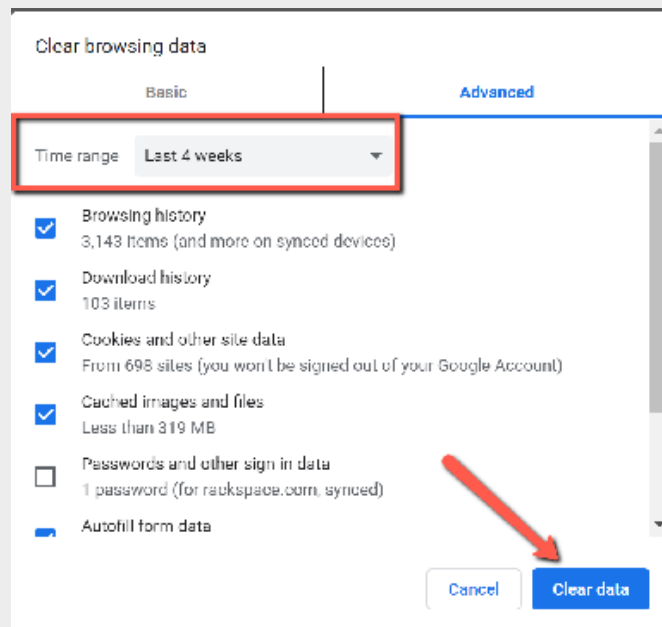 Clear browsing data
Basic
Advanced
Time range Last 4 weeks
Browsing history
3,143 items (and more on synced devices)
Download history
103 items
Cookies and other site data
From 698 sites (you won't be signed out of your Google Account)
Cached images and files
Less than 319 MB
Passwords and other sign in data
1 password (for rackspace.com, synced)
Autofill form data
Cancel
Clear data